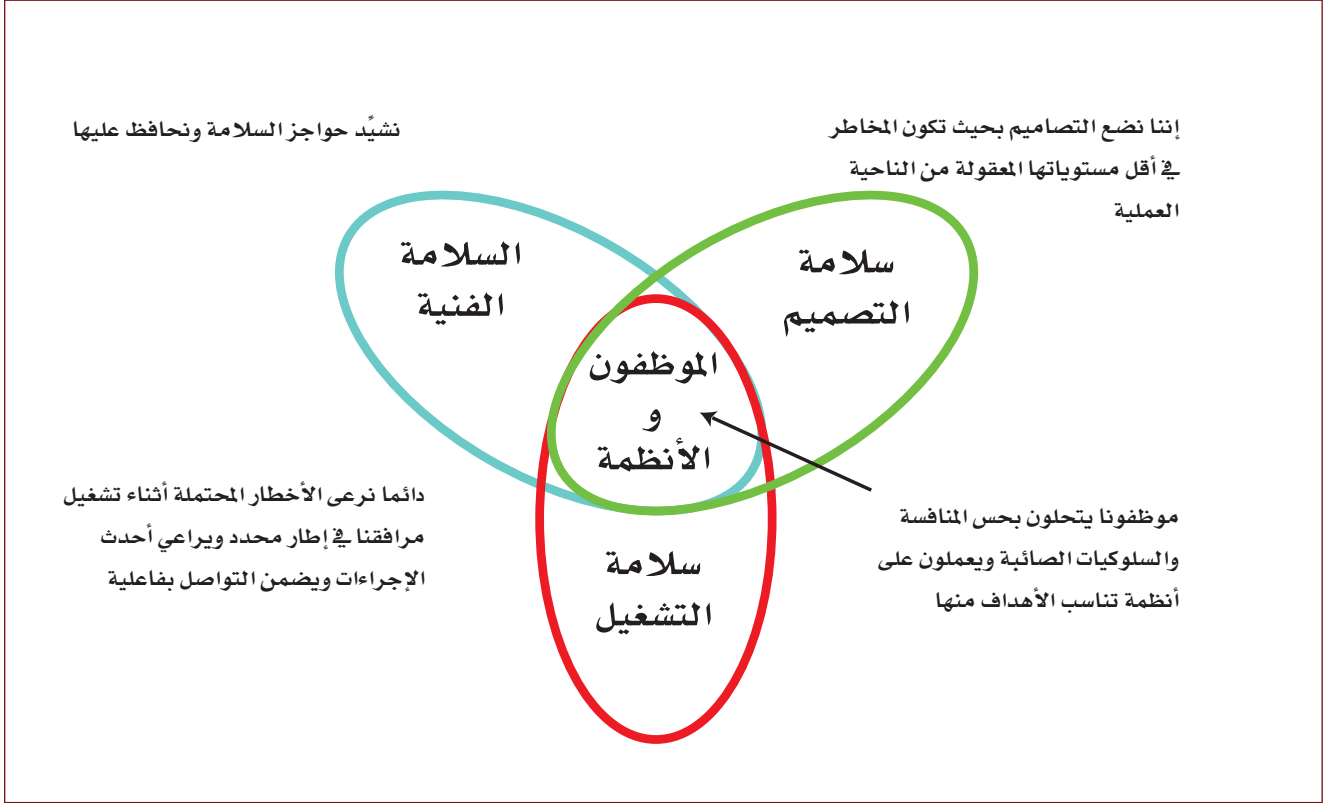 إننا نضع التصاميم بحيث تكون المخاطر
في أقل مستوياتها المعقولة من الناحية
العملية
نشيِّد حواجز السلامة ونحافظ عليها
سلامة
التصميم
السلامة
الفنية
الموظفون
و
الأنظمة
سلامة
التشغيل
موظفونا يتحلون بحس المنافسة
والسلوكيات الصائبة ويعملون على
أنظمة تناسب الأهداف منها
دائما نرعى الأخطار المحتملة أثناء تشغيل
مرافقنا في إطار محدد ويراعي أحدث
الإجراءات ويضمن التواصل بفاعلية